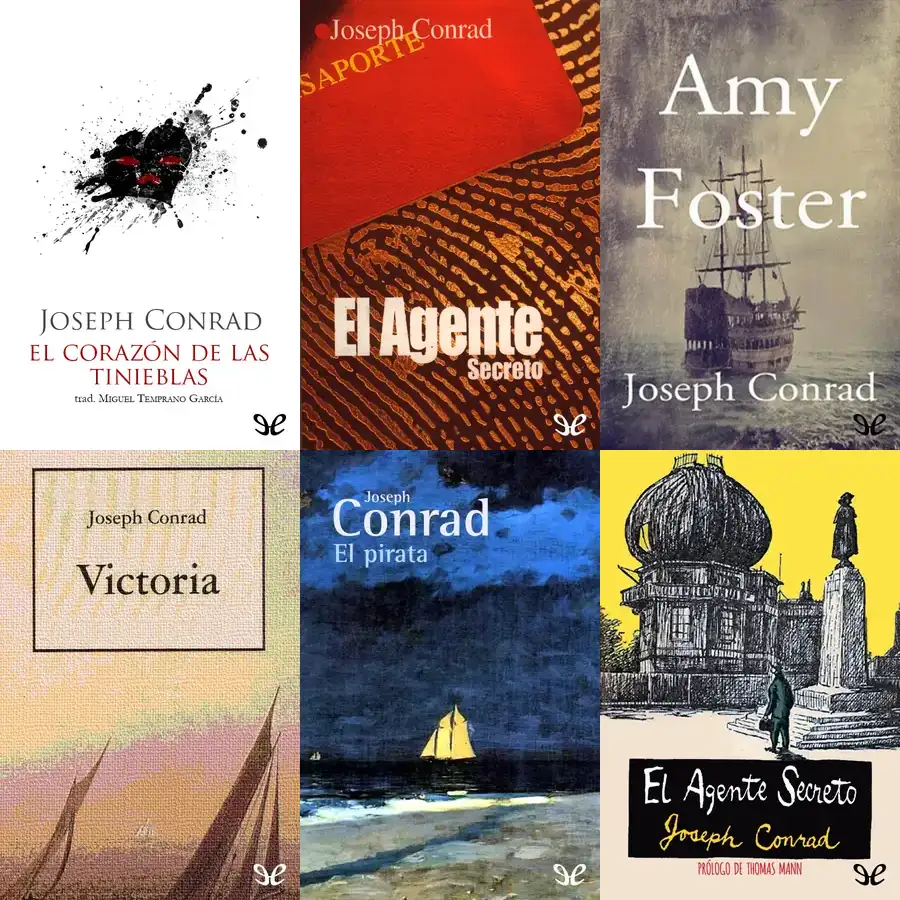 JOSEPH CONRAD
EL CORAZÓN DE LAS
TINIEBLAS
trad. MIGUEL TEMPRANO GARCÍA
Joseph Conrad
SAPORTE
El Agente
Secreto
Amy
Foster
Joseph Conrad
Joseph Conrad
Victoria
Joseph
Conrad
El pirata
El Agente Secreto
Joseph Conrad
PRÓLOGO DE THOMAS MANN